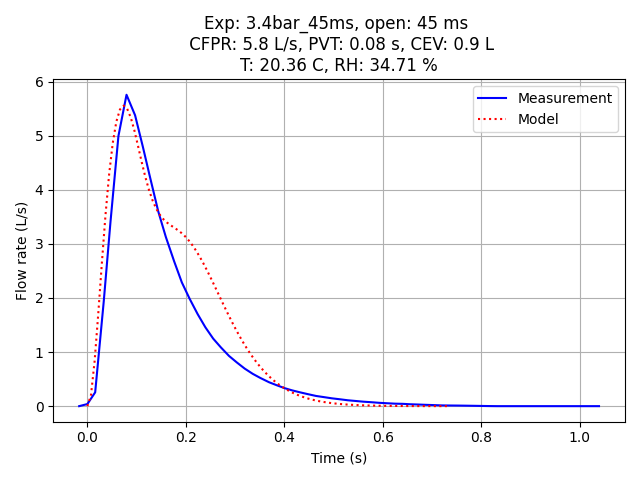 Exp: 3.4bar_45ms, open: 45 ms
CFPR: 5.8 L/s, PVT: 0.08 s, CEV: 0.9 L
T: 20.36 C, RH: 34.71 %
Measurement
Model
Flow rate (L/s)
6
5
4
3
2
1
0
0.0 0.2 0.4 0.6 0.8 1.0
Time (s)